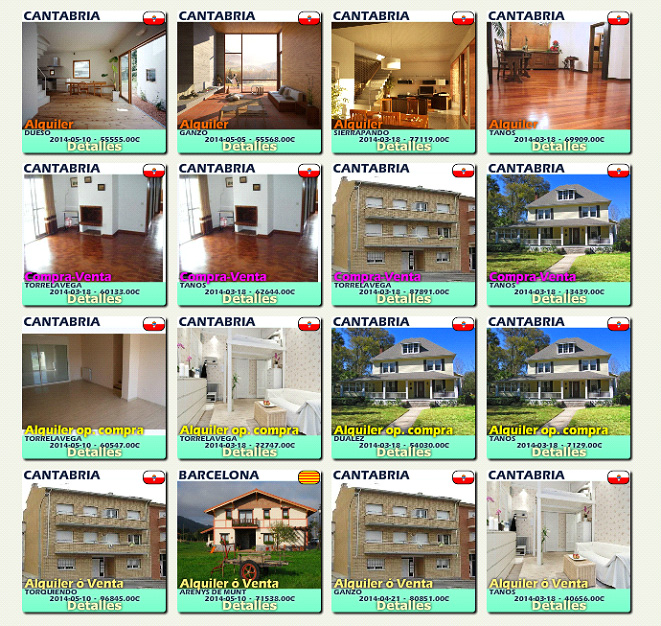 CANTABRIA
Alquiler
DUESO
2014-05-10 - 55555.00€
Detalles
CANTABRIA
Alquiler
GANZO
2014-05-05 - 55568.00€
Detalles
CANTABRIA
Alquiler
SIERRAPANDO
2014-03-18 - 77119.00€
Detalles
CANTABRIA
Alquiler
TANOS
2014-03-18 - 69909.00€
Detalles
CANTABRIA
Compra-Venta
TORRELAVEGA
2014-03-18 - 40133.00€
Detalles
CANTABRIA
Compra-Venta
TANOS
2014-03-18 - 62644.00€
Detalles
CANTABRIA
Compra-Venta
TORRELAVEGA
2014-03-18 - 87891.00€
Detalles
CANTABRIA
Compra-Venta
TANOS
2014-03-18 - 13439.00€
Detalles
CANTABRIA
Alquiler op. compra
TORRELAVEGA
2014-05-10 - 60547.00€
Detalles
CANTABRIA
Alquiler op. compra
TORRELAVEGA
2014-03-18 - 72747.00€
Detalles
CANTABRIA
Alquiler op. compra
DUALEZ
2014-03-18 - 54030.00€
Detalles
CANTABRIA
Alquiler op. compra
TANOS
2014-03-18 - 7129.00€
Detalles
CANTABRIA
Alquiler ó Venta
TORQUIENDO
2014-05-10 - 96845.00€
Detalles
BARCELONA
Alquiler ó Venta
ARENYS DE MUNT
2014-05-10 - 71538.00€
Detalles
CANTABRIA
Alquiler ó Venta
GANZO
2014-04-21 - 80851.00€
Detalles
CANTABRIA
Alquiler ó Venta
TANOS
2014-03-18 - 40656.00€
Detalles